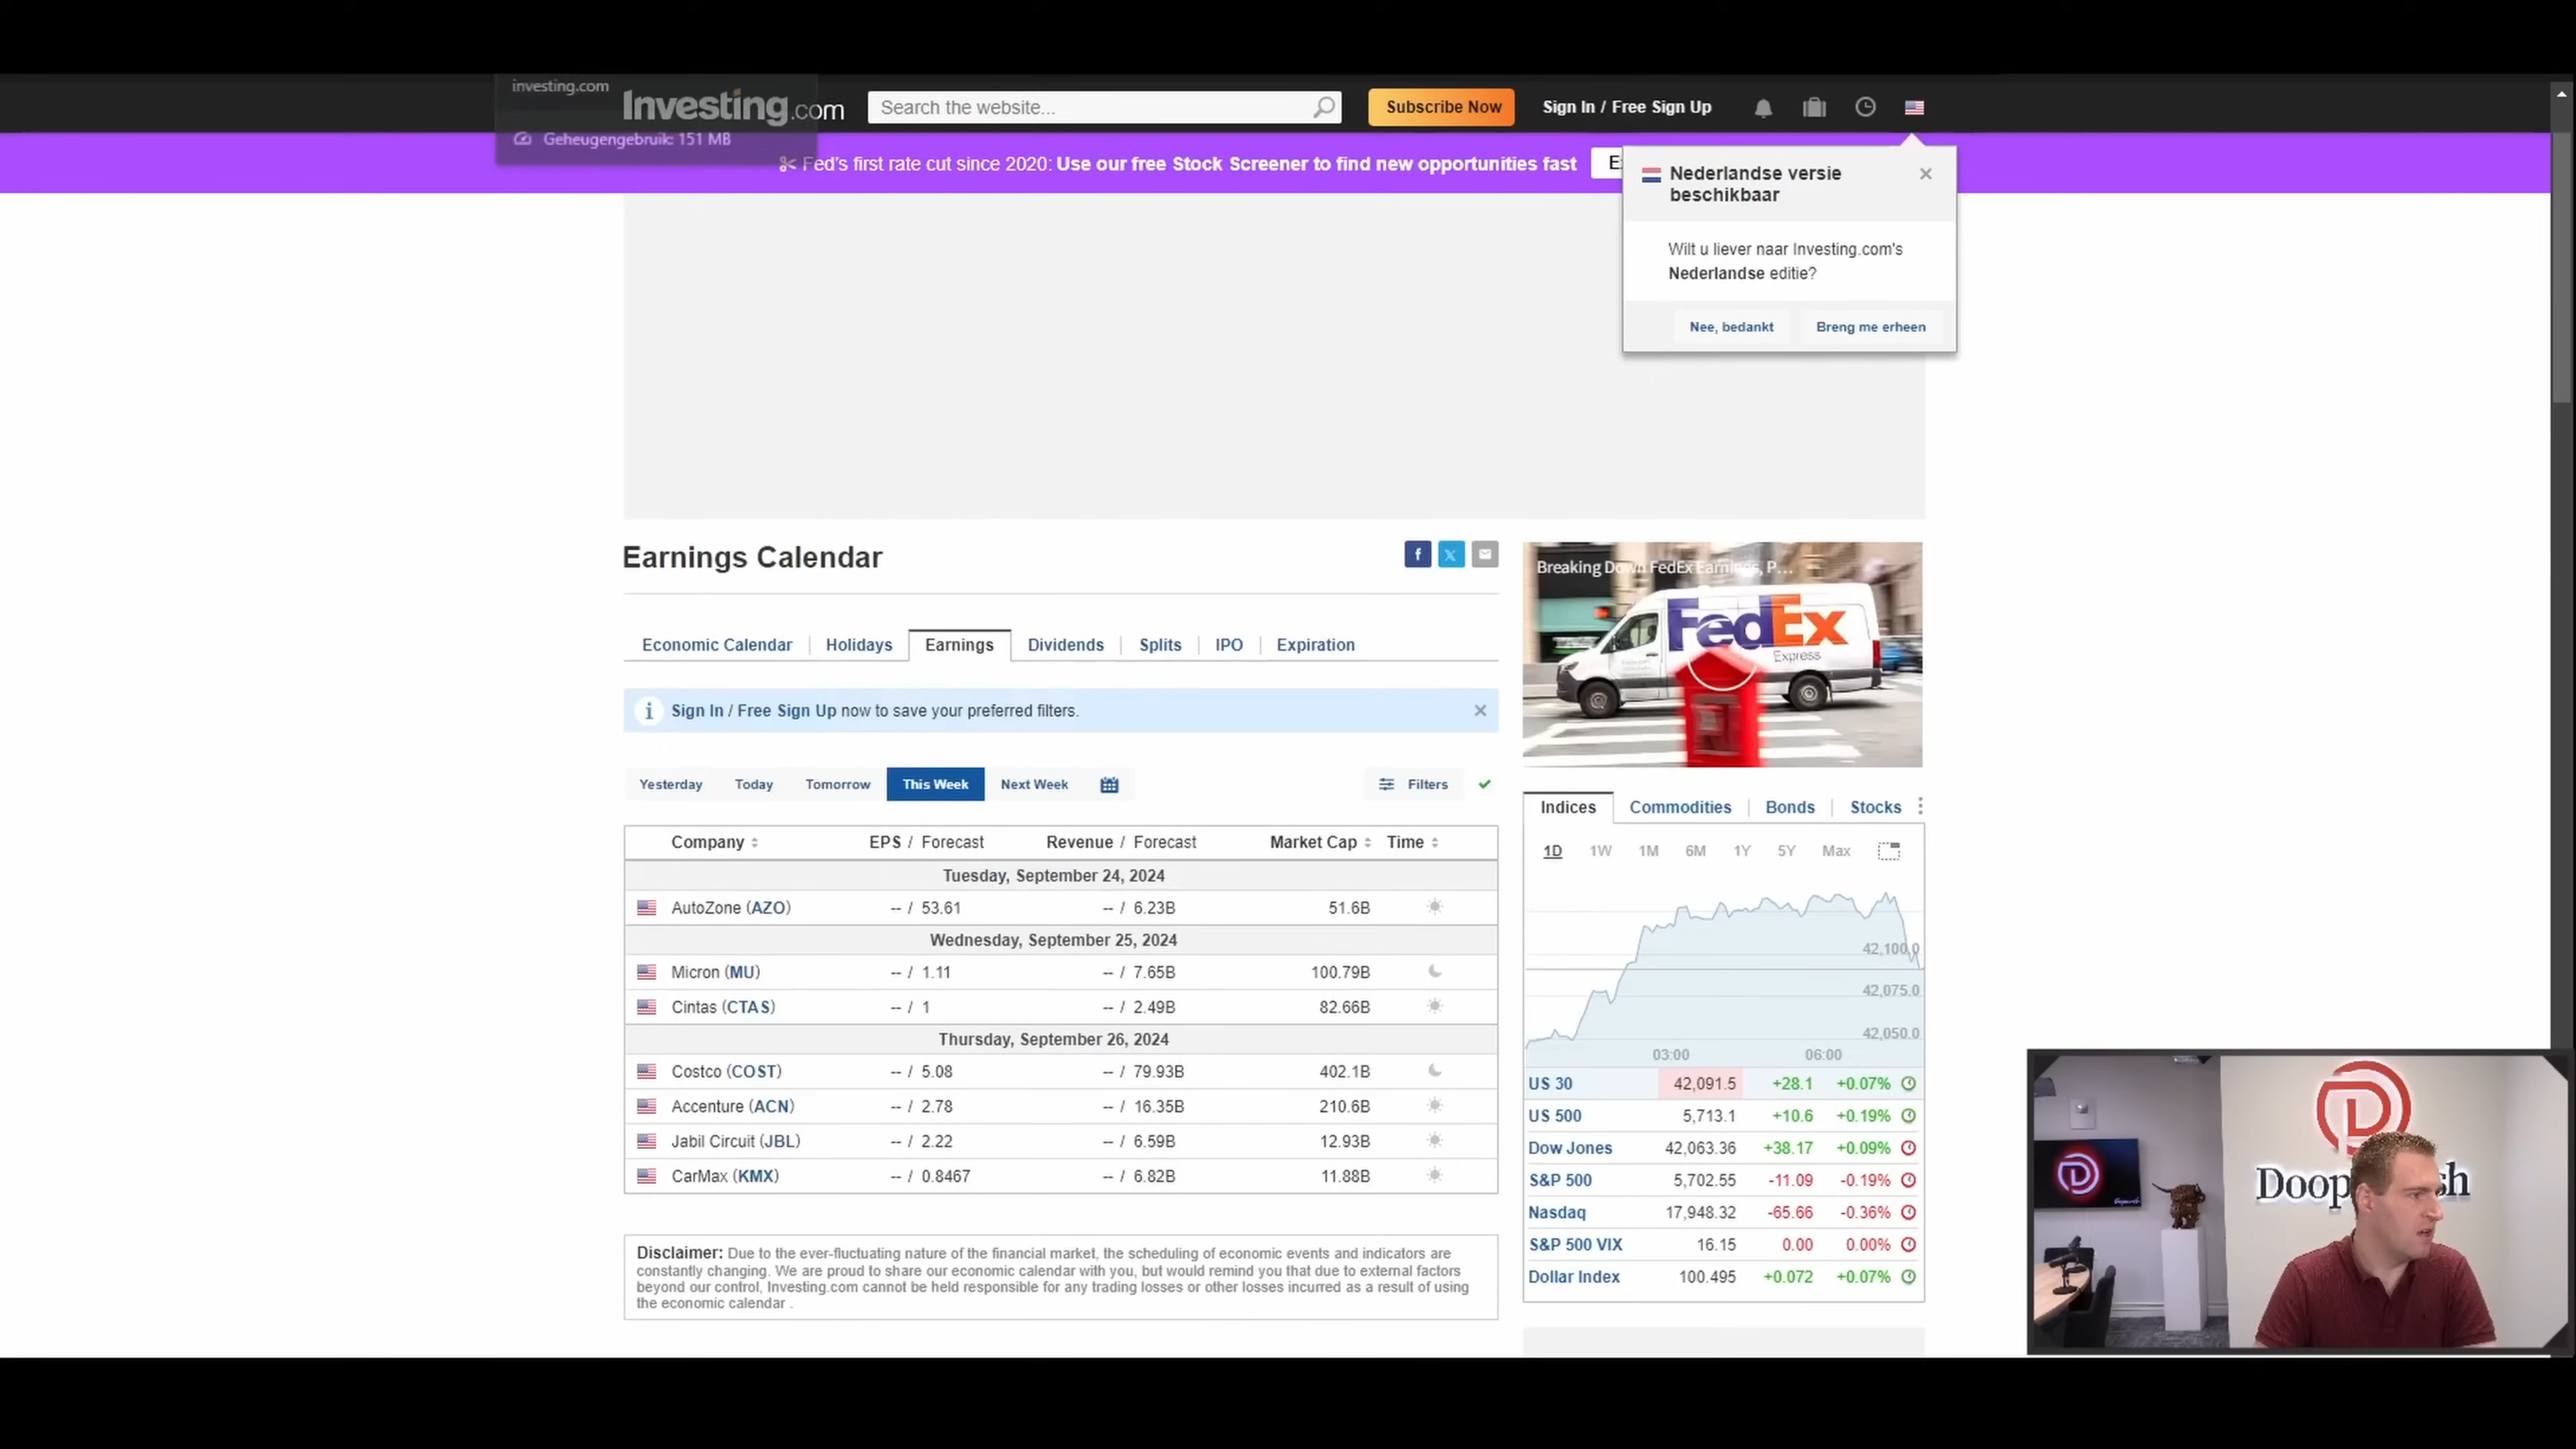 investing.com
Investing.com
Search the website...
Subscribe Now
Sign In / Free Sign Up
Geheugengebruik: 151 MB
Fed's first rate cut since 2020: Use our free Stock Screener to find new opportunities fast
Nederlandse versie
beschikbaar
Wilt u liever naar Investing.com's
Nederlandse editie?
Nee, bedankt
Breng me erheen
Earnings Calendar
Economic Calendar
Holidays
Earnings
Dividends
Splits
IPO
Expiration
Sign In / Free Sign Up now to save your preferred filters.
Yesterday
Today
Tomorrow
This Week
Next Week
Filters
Company EPS / Forecast Revenue / Forecast Market Cap Time
Tuesday, September 24, 2024
AutoZone (AZO) -- / 53.61 -- / 6.23B 51.6B
Wednesday, September 25, 2024
Micron (MU) -- / 1.11 -- / 7.65B 100.79B
Cintas (CTAS) -- / 1 -- / 2.49B 82.66B
Thursday, September 26, 2024
Costco (COST) -- / 5.08 -- / 79.93B 402.1B
Accenture (ACN) -- / 2.78 -- / 16.35B 210.6B
Jabil Circuit (JBL) -- / 2.22 -- / 6.59B 12.93B
CarMax (KMX) -- / 0.8467 -- / 6.82B 11.88B
Disclaimer: Due to the ever-fluctuating nature of the financial market, the scheduling of economic events and indicators are
constantly changing. We are proud to share our economic calendar with you, but would remind you that due to external factors
beyond our control, Investing.com cannot be held responsible for any trading losses or other losses incurred as a result of using
the economic calendar .
Breaking Down FedEx Earnings, P...
FedEx
Express
Indices
Commodities
Bonds
Stocks
1D 1W 1M 6M 1Y 5Y Max
42,100.0
42,075.0
42,050.0
03:00 06:00
US 30 42,091.5 +28.1 +0.07%
US 500 5,713.1 +10.6 +0.19%
Dow Jones 42,063.36 +38.17 +0.09%
S&P 500 5,702.55 -11.09 -0.19%
Nasdaq 17,948.32 -65.66 -0.36%
S&P 500 VIX 16.15 0.00 0.00%
Dollar Index 100.495 +0.072 +0.07%